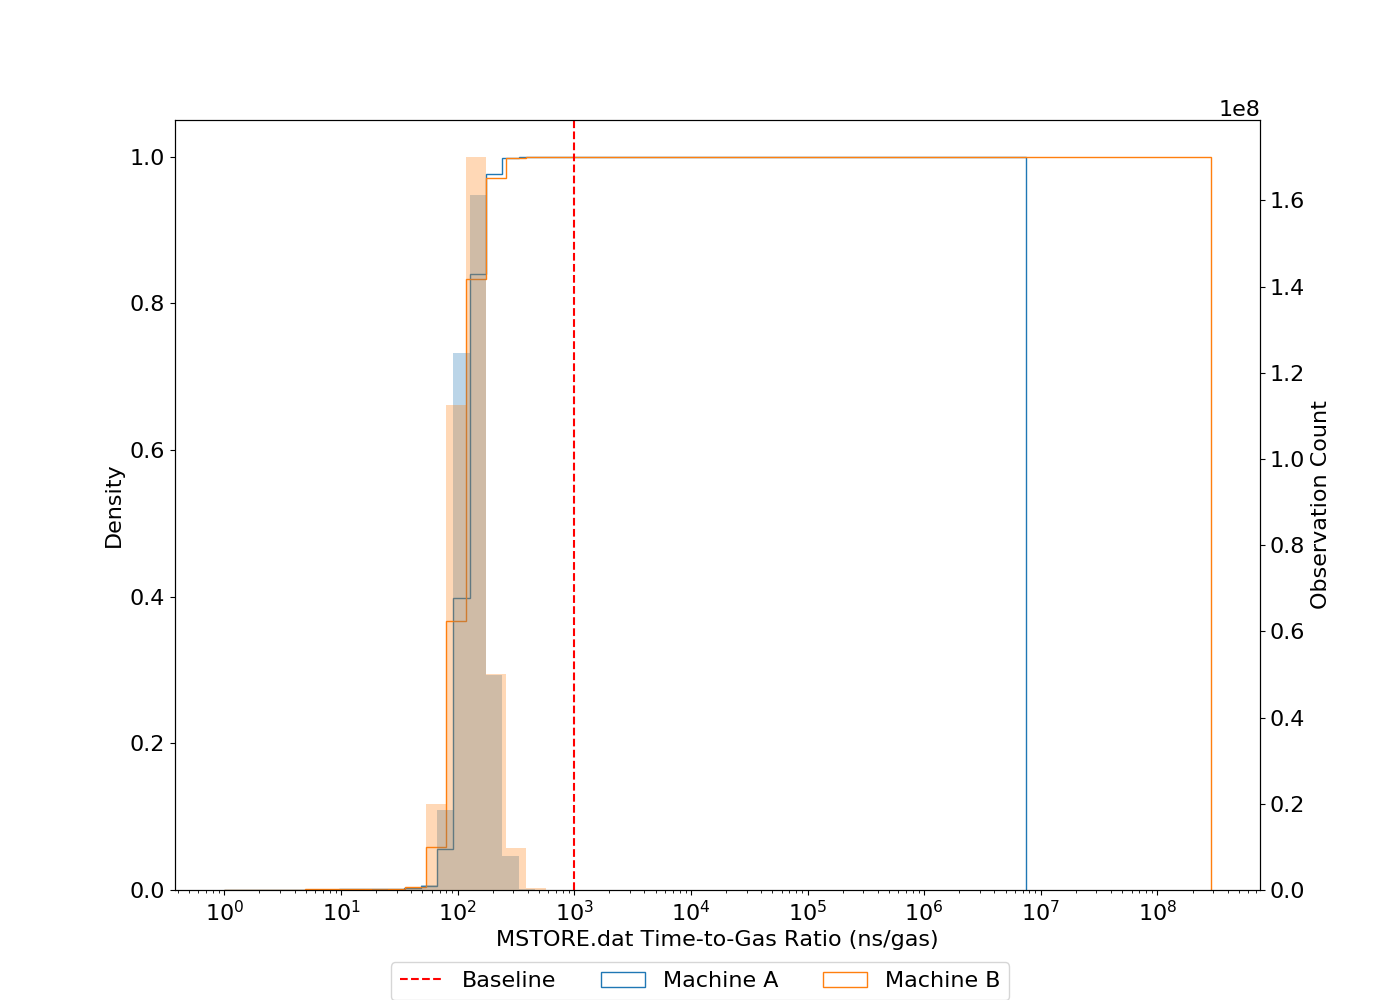 1e8
1.0
0.8
0.6
0.4
0.2
0.0
Density
1.6
1.4
1.2
1.0
0.8
0.6
0.4
0.2
0.0
Observation Count
10⁰ 10¹ 10² 10³ 10⁴ 10⁵ 10⁶ 10⁷ 10⁸
MSTORE.dat Time-to-Gas Ratio (ns/gas)
Baseline Machine A Machine B